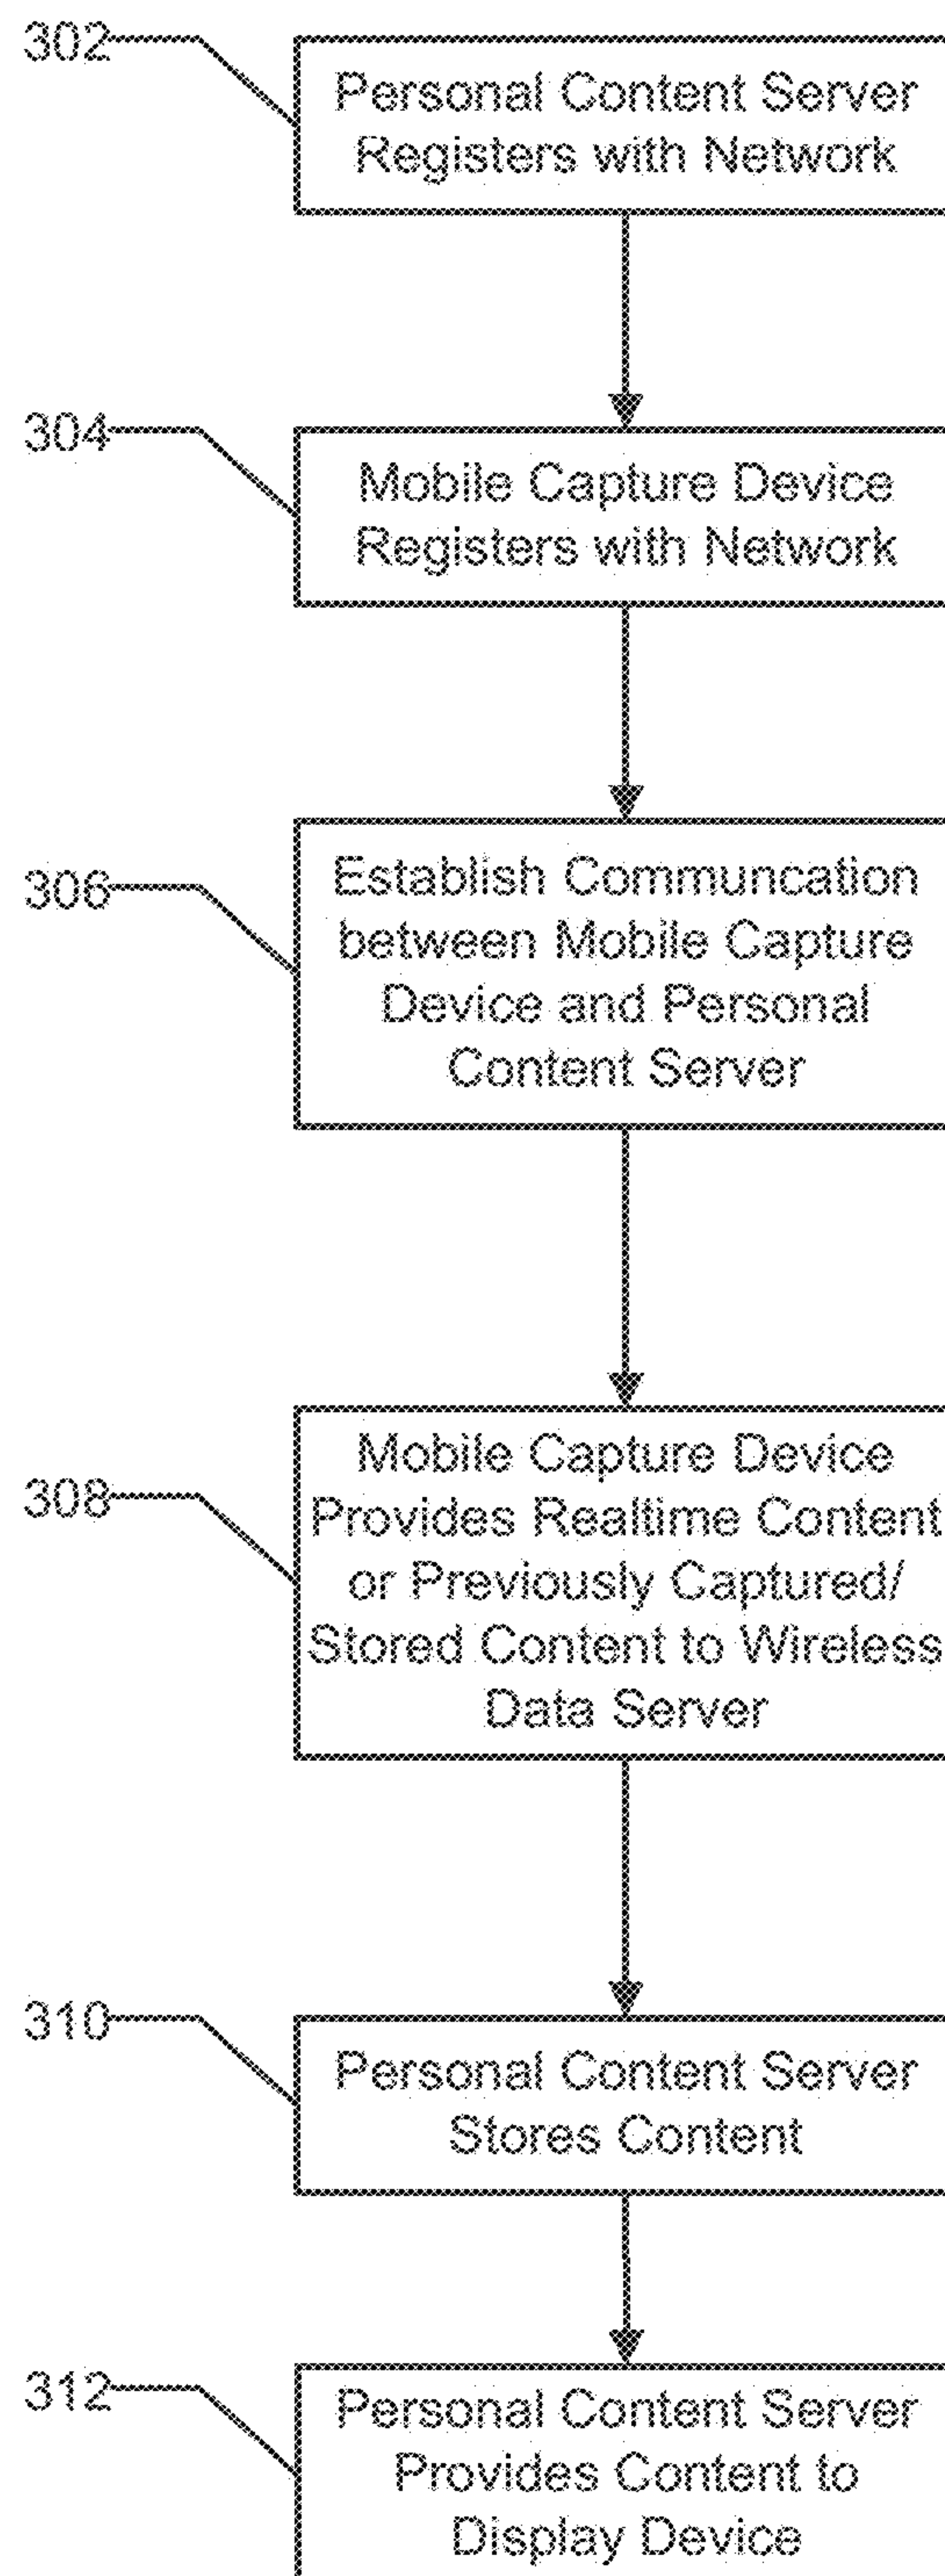 302
Personal Content Server
Registers with Network
304
Mobile Capture Device
Registers with Network
306
Establish Communcation
between Mobile Capture
Device and Personal
Content Server
308
Mobile Capture Device
Provides Realtime Content
or Previously Captured/
Stored Content to Wireless
Data Server
310
Personal Content Server
Stores Content
312
Personal Content Server
Provides Content to
Display Device